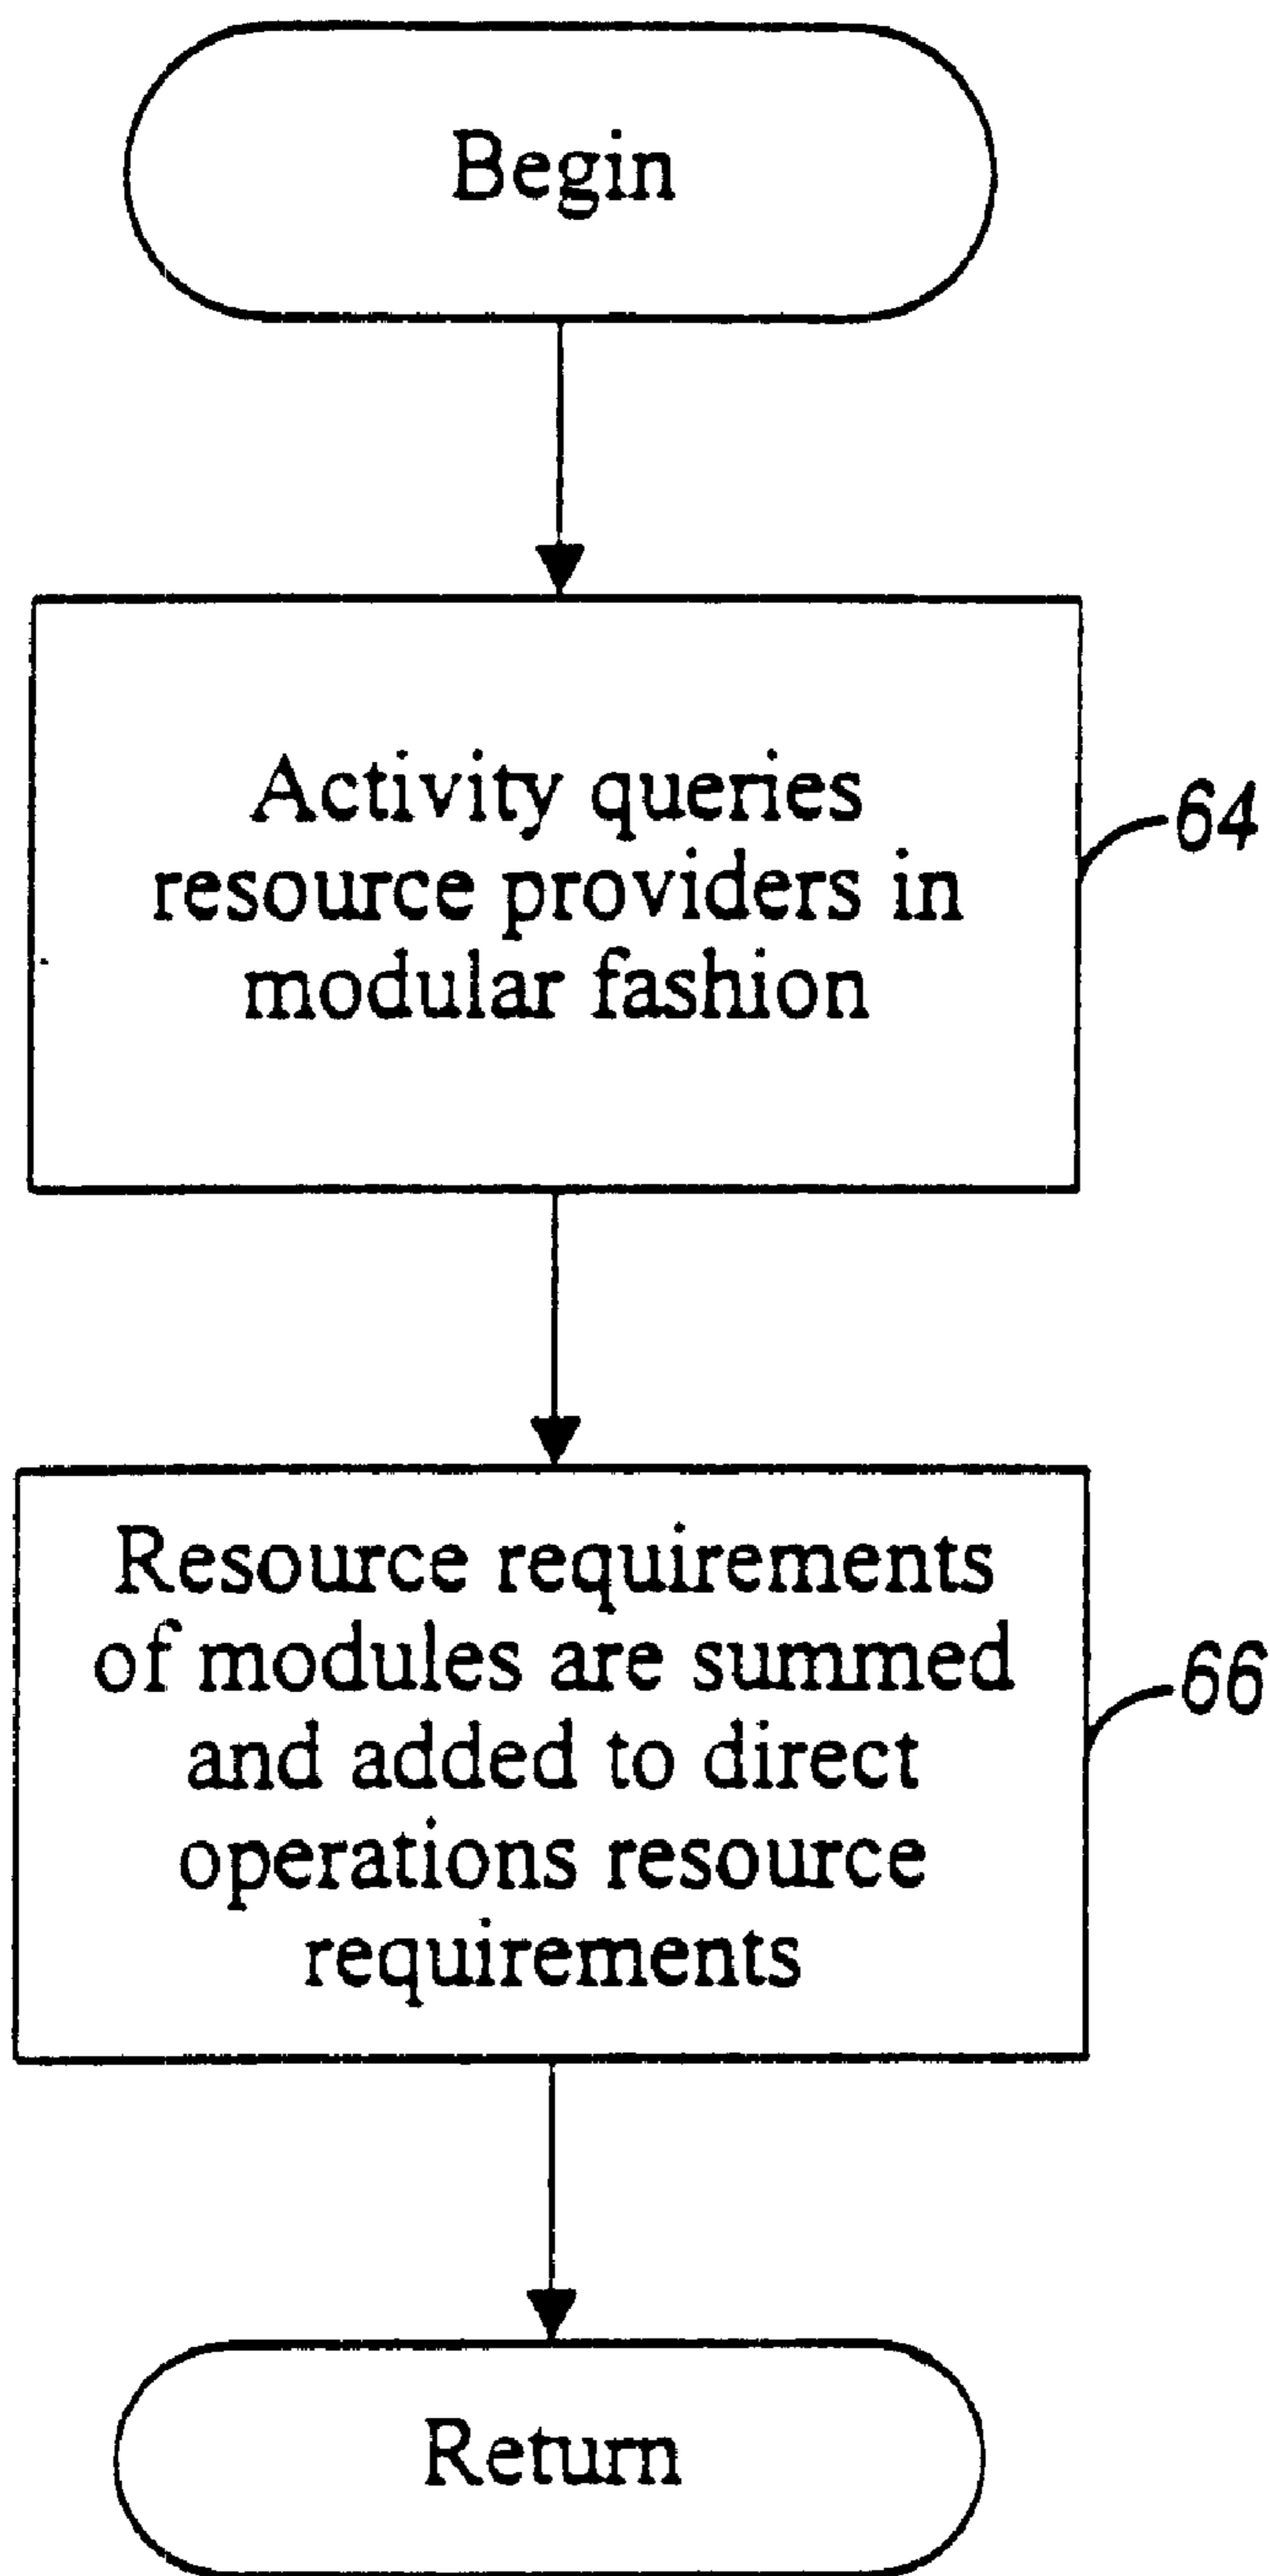 Begin
Activity queries
resource providers in
modular fashion
64
Resource requirements
of modules are summed
and added to direct
operations resource
requirements
66
Return